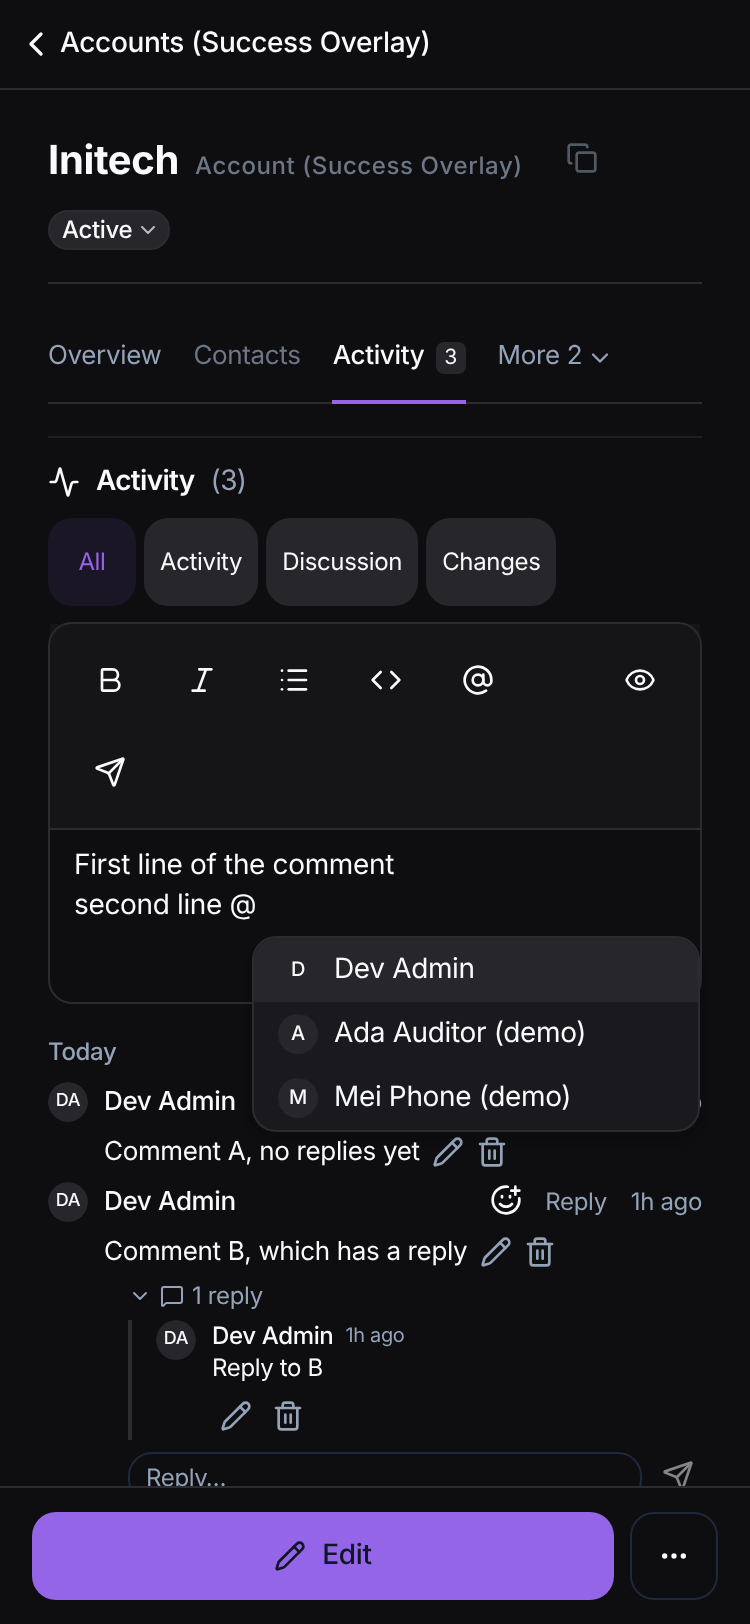 Accounts (Success Overlay)
Initech Account (Success Overlay)
Active
Overview Contacts Activity 3 More 2
Activity (3)
All Activity Discussion Changes
B I <> @
First line of the comment
second line @
D Dev Admin
A Ada Auditor (demo)
M Mei Phone (demo)
Today
DA Dev Admin
Comment A, no replies yet
DA Dev Admin Reply 1h ago
Comment B, which has a reply
1 reply
DA Dev Admin 1h ago
Reply to B
Reply...
Edit